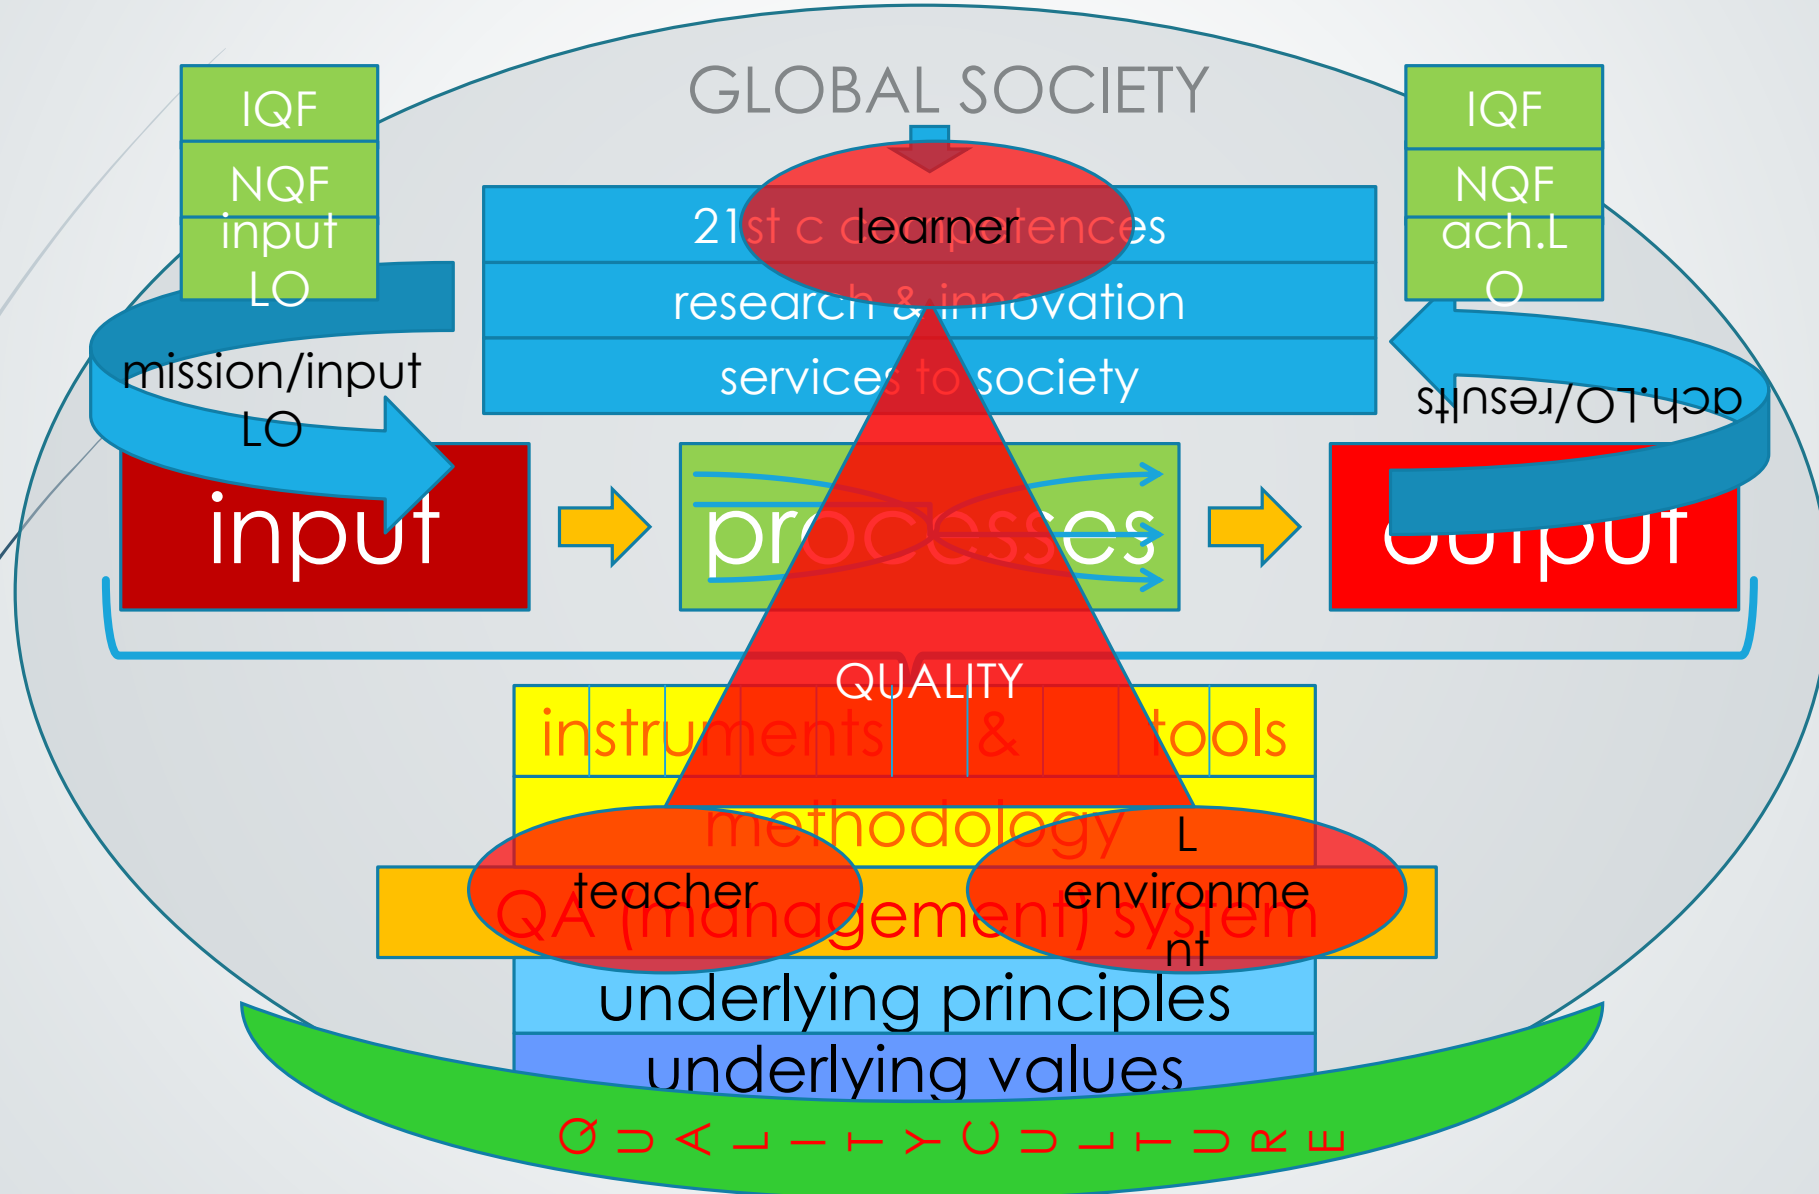 GLOBAL SOCIETY
IQF
NQF
input
LO
IQF
NQF
ach.L
O
21st c competences
learner
research & innovation
services to society
mission/input
LO
ach.LO/results
input
processes
output
QUALITY
instruments & tools
methodology
teacher
L
environme
nt
QA (management) system
underlying principles
underlying values
QUALITYCULTURE